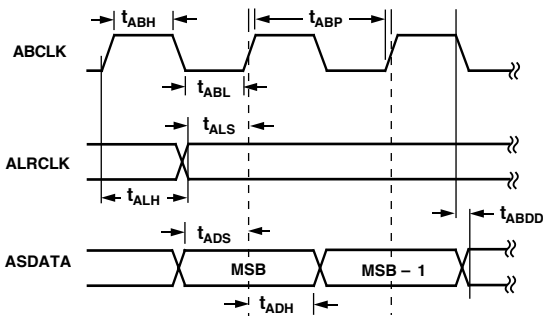 tABH
tABP
ABCLK
tABL
tALS
ALRCLK
tALH
tABDD
tADS
ASDATA
MSB
MSB – 1
tADH